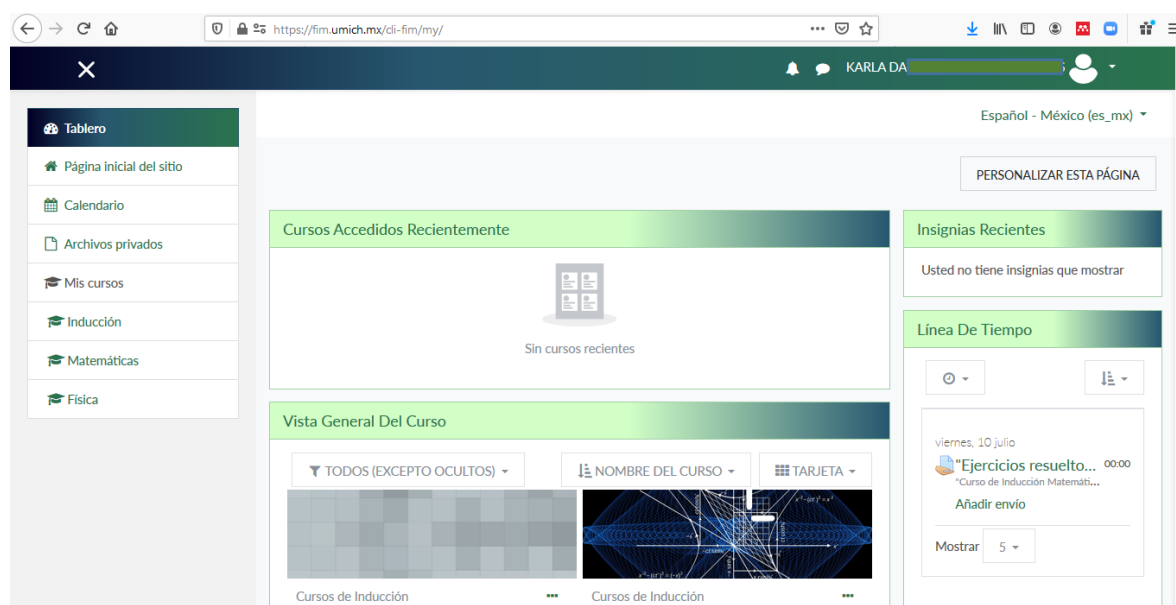 https://fim.umich.mx/cli-fim/my/
KARLA DA
Español - México (es_mx)
Tablero
Página inicial del sitio
Calendario
Archivos privados
Mis cursos
Inducción
Matemáticas
Física
PERSONALIZAR ESTA PÁGINA
Cursos Accedidos Recientemente
Sin cursos recientes
Vista General Del Curso
TODOS (EXCEPTO OCULTOS)
NOMBRE DEL CURSO
TARJETA
Cursos de Inducción
Cursos de Inducción
Insignias Recientes
Usted no tiene insignias que mostrar
Línea De Tiempo
viernes, 10 julio
"Ejercicios resuelto... 00:00
"Curso de Inducción Matemáti...
Añadir envío
Mostrar 5